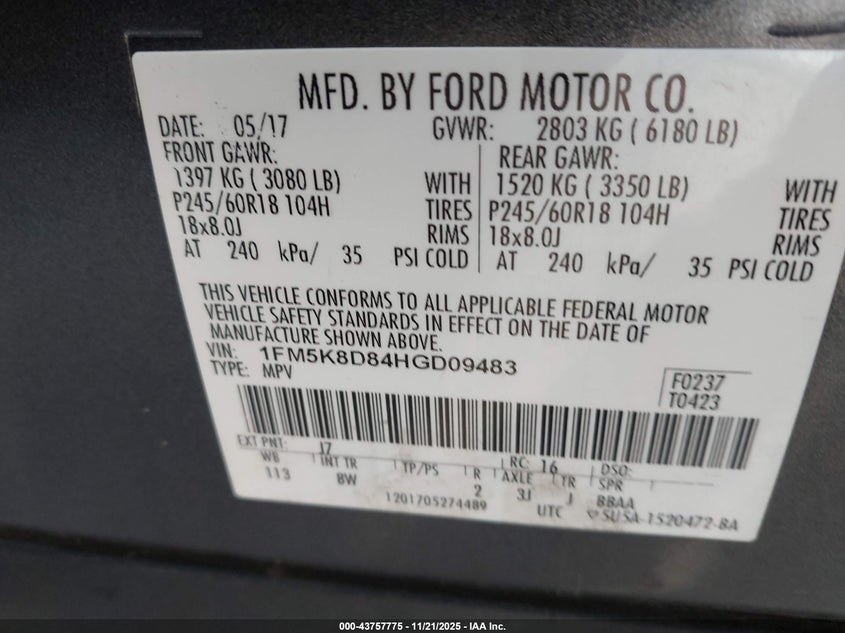 MFD. BY FORD MOTOR CO.
DATE: 05/17 GVWR: 2803 KG ( 6180 LB)
FRONT GAWR: REAR GAWR:
1397 KG ( 3080 LB) WITH 1520 KG ( 3350 LB) WITH
P245/60R18 104H TIRES P245/60R18 104H TIRES
18x8.0J RIMS 18x8.0J RIMS
AT 240 kPa/ 35 PSI COLD AT 240 kPa/ 35 PSI COLD
THIS VEHICLE CONFORMS TO ALL APPLICABLE FEDERAL MOTOR
VEHICLE SAFETY STANDARDS IN EFFECT ON THE DATE OF
MANUFACTURE SHOWN ABOVE.
VIN: 1FM5K8D84HGD09483
TYPE: MPV
F0237
T0423
EXT PNT: J7 RC: 16 DSO:
WB INT TR TP/PS R AXLE TR SPR
113 8W 2 3J J BBAA
1201705274489 UTC ▽5U5A-1520472-BA
000-43757775 - 11/21/2025 - IAA Inc.